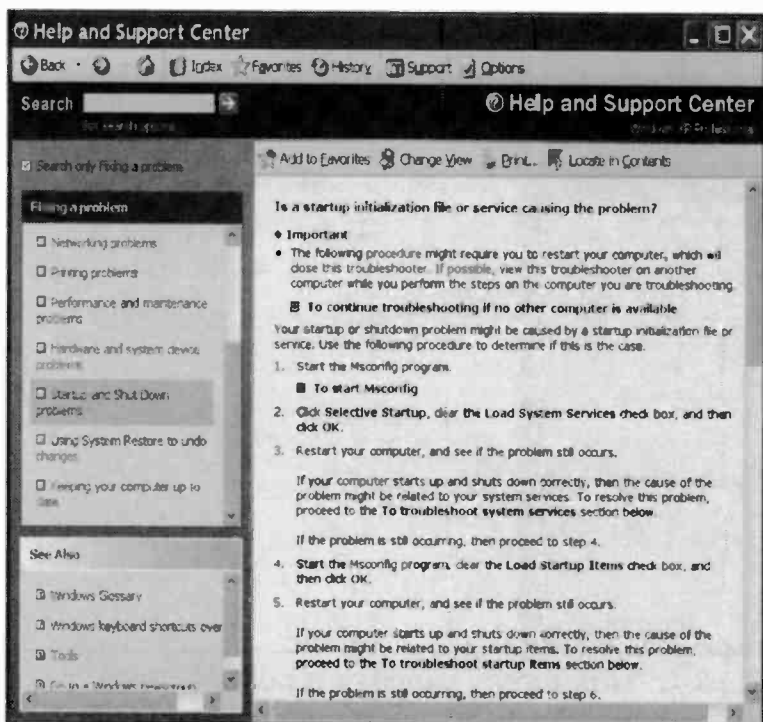 Help and Support Center
Back
Index
Favorites
History
Support
Options
Search
Help and Support Center
Search only Fixing a problem
Add to Favorites
Change View
Print...
Locate in Contents
Fixing a problem
Networking problems
Printing problems
Performance and maintenance
problems
Hardware and system device
problems
Startup and Shut Down
problems
Using System Restore to undo
changes
Keeping your computer up to
date
See Also
Windows Glossary
Windows keyboard shortcuts over
Tools
Go to a Windows newsgroup
Is a startup initialization file or service causing the problem?
Important
The following procedure might require you to restart your computer, which will
close this troubleshooter. If possible, view this troubleshooter on another
computer while you perform the steps on the computer you are troubleshooting.
To continue troubleshooting if no other computer is available
Your startup or shutdown problem might be caused by a startup initialization file or
service. Use the following procedure to determine if this is the case.
1. Start the Msconfig program.
To start Msconfig
2. Click Selective Startup, clear the Load System Services check box, and then
click OK.
3. Restart your computer, and see if the problem still occurs.
If your computer starts up and shuts down correctly, then the cause of the
problem might be related to your system services. To resolve this problem,
proceed to the To troubleshoot system services section below.
If the problem is still occurring, then proceed to step 4.
4. Start the Msconfig program, clear the Load Startup Items check box, and
then click OK.
5. Restart your computer, and see if the problem still occurs.
If your computer starts up and shuts down correctly, then the cause of the
problem might be related to your startup items. To resolve this problem,
proceed to the To troubleshoot startup Items section below.
If the problem is still occurring, then proceed to step 6.